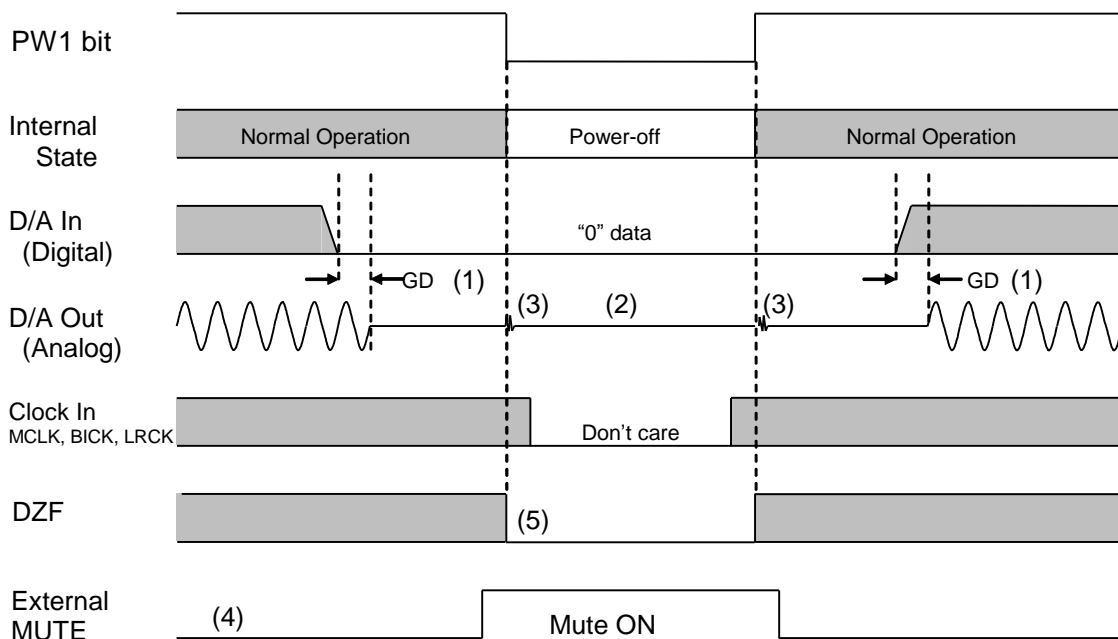 PW1 bit
Internal
State
Normal Operation
Power-off
Normal Operation
D/A In
(Digital)
“0” data
GD (1)
GD (1)
D/A Out
(Analog)
(3)
(2)
(3)
Clock In
MCLK, BICK, LRCK
Don’t care
DZF
(5)
External
MUTE
(4)
Mute ON